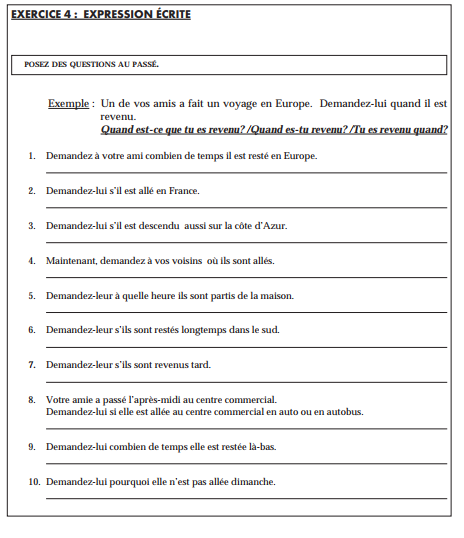 EXERCICE 4 : EXPRESSION ÉCRITE
POSEZ DES QUESTIONS AU PASSÉ.
Exemple : Un de vos amis a fait un voyage en Europe. Demandez-lui quand il est
revenu.
Quand est-ce que tu es revenu? /Quand es-tu revenu? /Tu es revenu quand?
1. Demandez à votre ami combien de temps il est resté en Europe.
2. Demandez-lui s'il est allé en France.
3. Demandez-lui s'il est descendu aussi sur la côte d'Azur.
4. Maintenant, demandez à vos voisins où ils sont allés.
5. Demandez-leur à quelle heure ils sont partis de la maison.
6. Demandez-leur s'ils sont restés longtemps dans le sud.
7. Demandez-leur s'ils sont revenus tard.
8. Votre amie a passé l'après-midi au centre commercial.
Demandez-lui si elle est allée au centre commercial en auto ou en autobus.
9. Demandez-lui combien de temps elle est restée là-bas.
10. Demandez-lui pourquoi elle n'est pas allée dimanche.